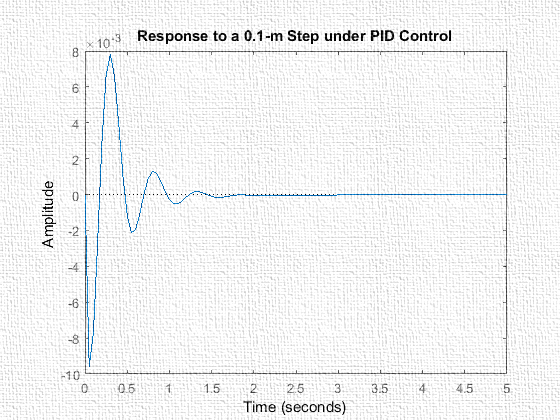 Response to a 0.1-m Step under PID Control
×10^-3
8
6
4
2
0
-2
-4
-6
-8
-10
Amplitude
0 0.5 1 1.5 2 2.5 3 3.5 4 4.5 5
Time (seconds)